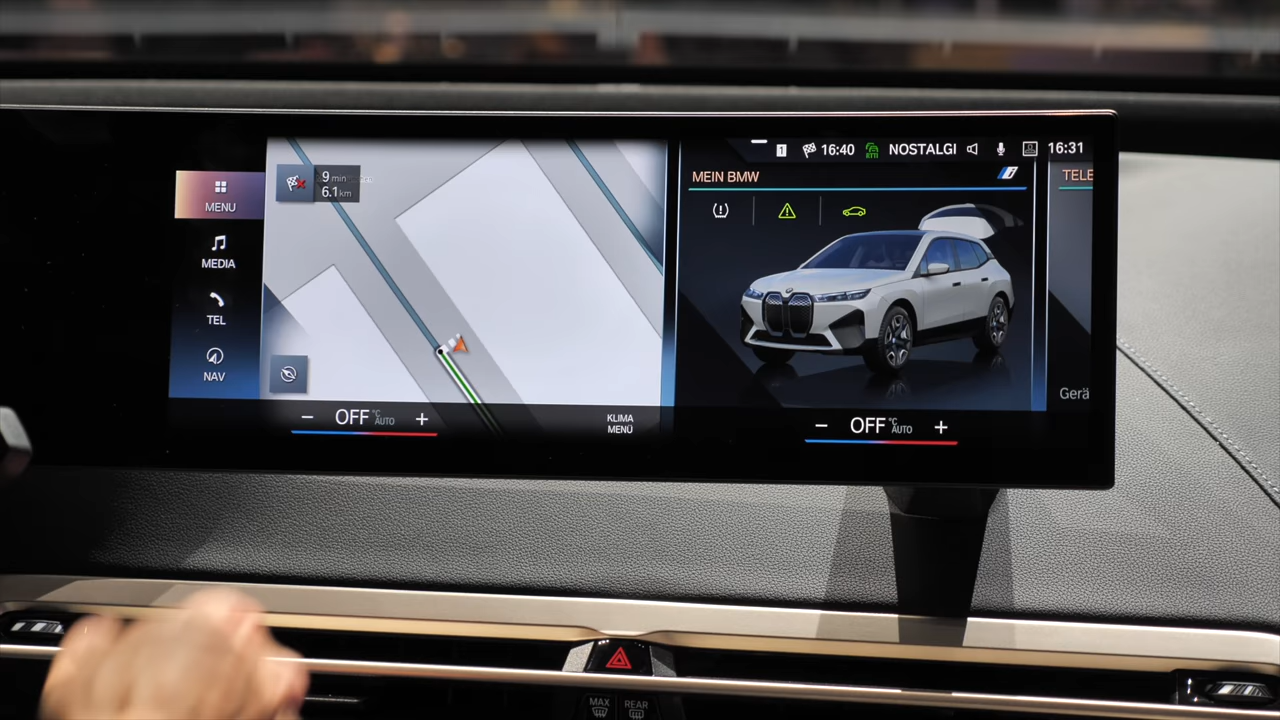 1 16:40 NOSTALGI 16:31
MENU
MEDIA
TEL
NAV
9 min
6.1 km
MEIN BMW
TELE
Gerä
− OFF °C AUTO +
KLIMA
MENÜ
− OFF °C AUTO +
MAX
REAR